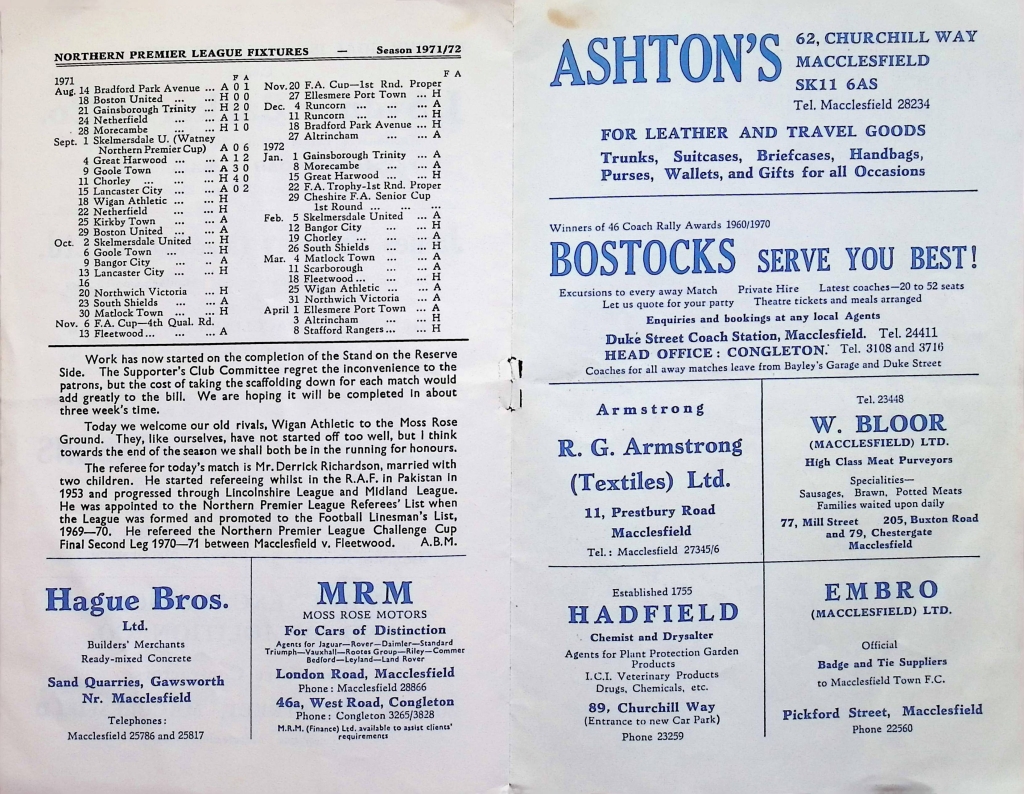 NORTHERN PREMIER LEAGUE FIXTURES — Season 1971/72
1971 F A
Aug. 14 Bradford Park Avenue ... A 0 1
18 Boston United ... ... H 0 0
21 Gainsborough Trinity ... H 2 0
24 Netherfield ... ... A 1 1
28 Morecambe ... ... H 1 0
Sept. 1 Skelmersdale U. (Watney
Northern Premier Cup) A 0 6
4 Great Harwood ... ... A 1 2
9 Goole Town ... ... A 3 0
11 Chorley ... ... ... H 4 0
15 Lancaster City ... ... A 0 2
18 Wigan Athletic ... ... H
22 Netherfield ... ... H
25 Kirkby Town ... ... A
29 Boston United ... ... A
Oct. 2 Skelmersdale United ... H
6 Goole Town ... ... H
9 Bangor City ... ... A
13 Lancaster City ... ... H
16
20 Northwich Victoria ... H
23 South Shields ... ... A
30 Matlock Town ... ... H
Nov. 6 F.A. Cup—4th Qual. Rd.
13 Fleetwood ... ... ... A
F A
Nov. 20 F.A. Cup—1st Rnd. Proper
27 Ellesmere Port Town ... H
Dec. 4 Runcorn ... ... ... A
11 Runcorn ... ... ... H
18 Bradford Park Avenue ... H
27 Altrincham ... ... A
1972
Jan. 1 Gainsborough Trinity ... A
8 Morecambe ... ... A
15 Great Harwood ... ... H
22 F.A. Trophy-1st Rnd. Proper
29 Cheshire F.A. Senior Cup
1st Round ... ... ...
Feb. 5 Skelmersdale United ... A
12 Bangor City ... ... H
19 Chorley ... ... ... A
26 South Shields ... ... H
Mar. 4 Matlock Town ... ... A
11 Scarborough ... ... A
18 Fleetwood ... ... ... H
25 Wigan Athletic ... ... A
31 Northwich Victoria ... A
April 1 Ellesmere Port Town ... A
3 Altrincham ... ... H
8 Stafford Rangers ... ... H
Work has now started on the completion of the Stand on the Reserve
Side. The Supporter's Club Committee regret the inconvenience to the
patrons, but the cost of taking the scaffolding down for each match would
add greatly to the bill. We are hoping it will be completed in about
three week's time.
Today we welcome our old rivals, Wigan Athletic to the Moss Rose
Ground. They, like ourselves, have not started off too well, but I think
towards the end of the season we shall both be in the running for honours.
The referee for today's match is Mr. Derrick Richardson, married with
two children. He started refereeing whilst in the R.A.F. in Pakistan in
1953 and progressed through Lincolnshire League and Midland League.
He was appointed to the Northern Premier League Referees' List when
the League was formed and promoted to the Football Linesman's List,
1969—70. He refereed the Northern Premier League Challenge Cup
Final Second Leg 1970—71 between Macclesfield v. Fleetwood. A.B.M.
Hague Bros.
Ltd.
Builders' Merchants
Ready-mixed Concrete
Sand Quarries, Gawsworth
Nr. Macclesfield
Telephones:
Macclesfield 25786 and 25817
MRM
MOSS ROSE MOTORS
For Cars of Distinction
Agents for Jaguar—Rover—Daimler—Standard
Triumph—Vauxhall—Rootes Group—Riley—Commer
Bedford—Leyland—Land Rover
London Road, Macclesfield
Phone : Macclesfield 28866
46a, West Road, Congleton
Phone : Congleton 3265/3828
M.R.M. (Finance) Ltd. available to assist clients'
requirements
ASHTON'S
62, CHURCHILL WAY
MACCLESFIELD
SK11 6AS
Tel. Macclesfield 28234
FOR LEATHER AND TRAVEL GOODS
Trunks, Suitcases, Briefcases, Handbags,
Purses, Wallets, and Gifts for all Occasions
Winners of 46 Coach Rally Awards 1960/1970
BOSTOCKS SERVE YOU BEST!
Excursions to every away Match Private Hire Latest coaches—20 to 52 seats
Let us quote for your party Theatre tickets and meals arranged
Enquiries and bookings at any local Agents
Duke Street Coach Station, Macclesfield. Tel. 24411
HEAD OFFICE : CONGLETON. Tel. 3108 and 3716
Coaches for all away matches leave from Bayley's Garage and Duke Street
Armstrong
R. G. Armstrong
(Textiles) Ltd.
11, Prestbury Road
Macclesfield
Tel. : Macclesfield 27345/6
Tel. 23448
W. BLOOR
(MACCLESFIELD) LTD.
High Class Meat Purveyors
Specialities—
Sausages, Brawn, Potted Meats
Families waited upon daily
77, Mill Street 205, Buxton Road
and 79, Chestergate
Macclesfield
Established 1755
HADFIELD
Chemist and Drysalter
Agents for Plant Protection Garden
Products
I.C.I. Veterinary Products
Drugs, Chemicals, etc.
89, Churchill Way
(Entrance to new Car Park)
Phone 23259
EMBRO
(MACCLESFIELD) LTD.
Official
Badge and Tie Suppliers
to Macclesfield Town F.C.
Pickford Street, Macclesfield
Phone 22560